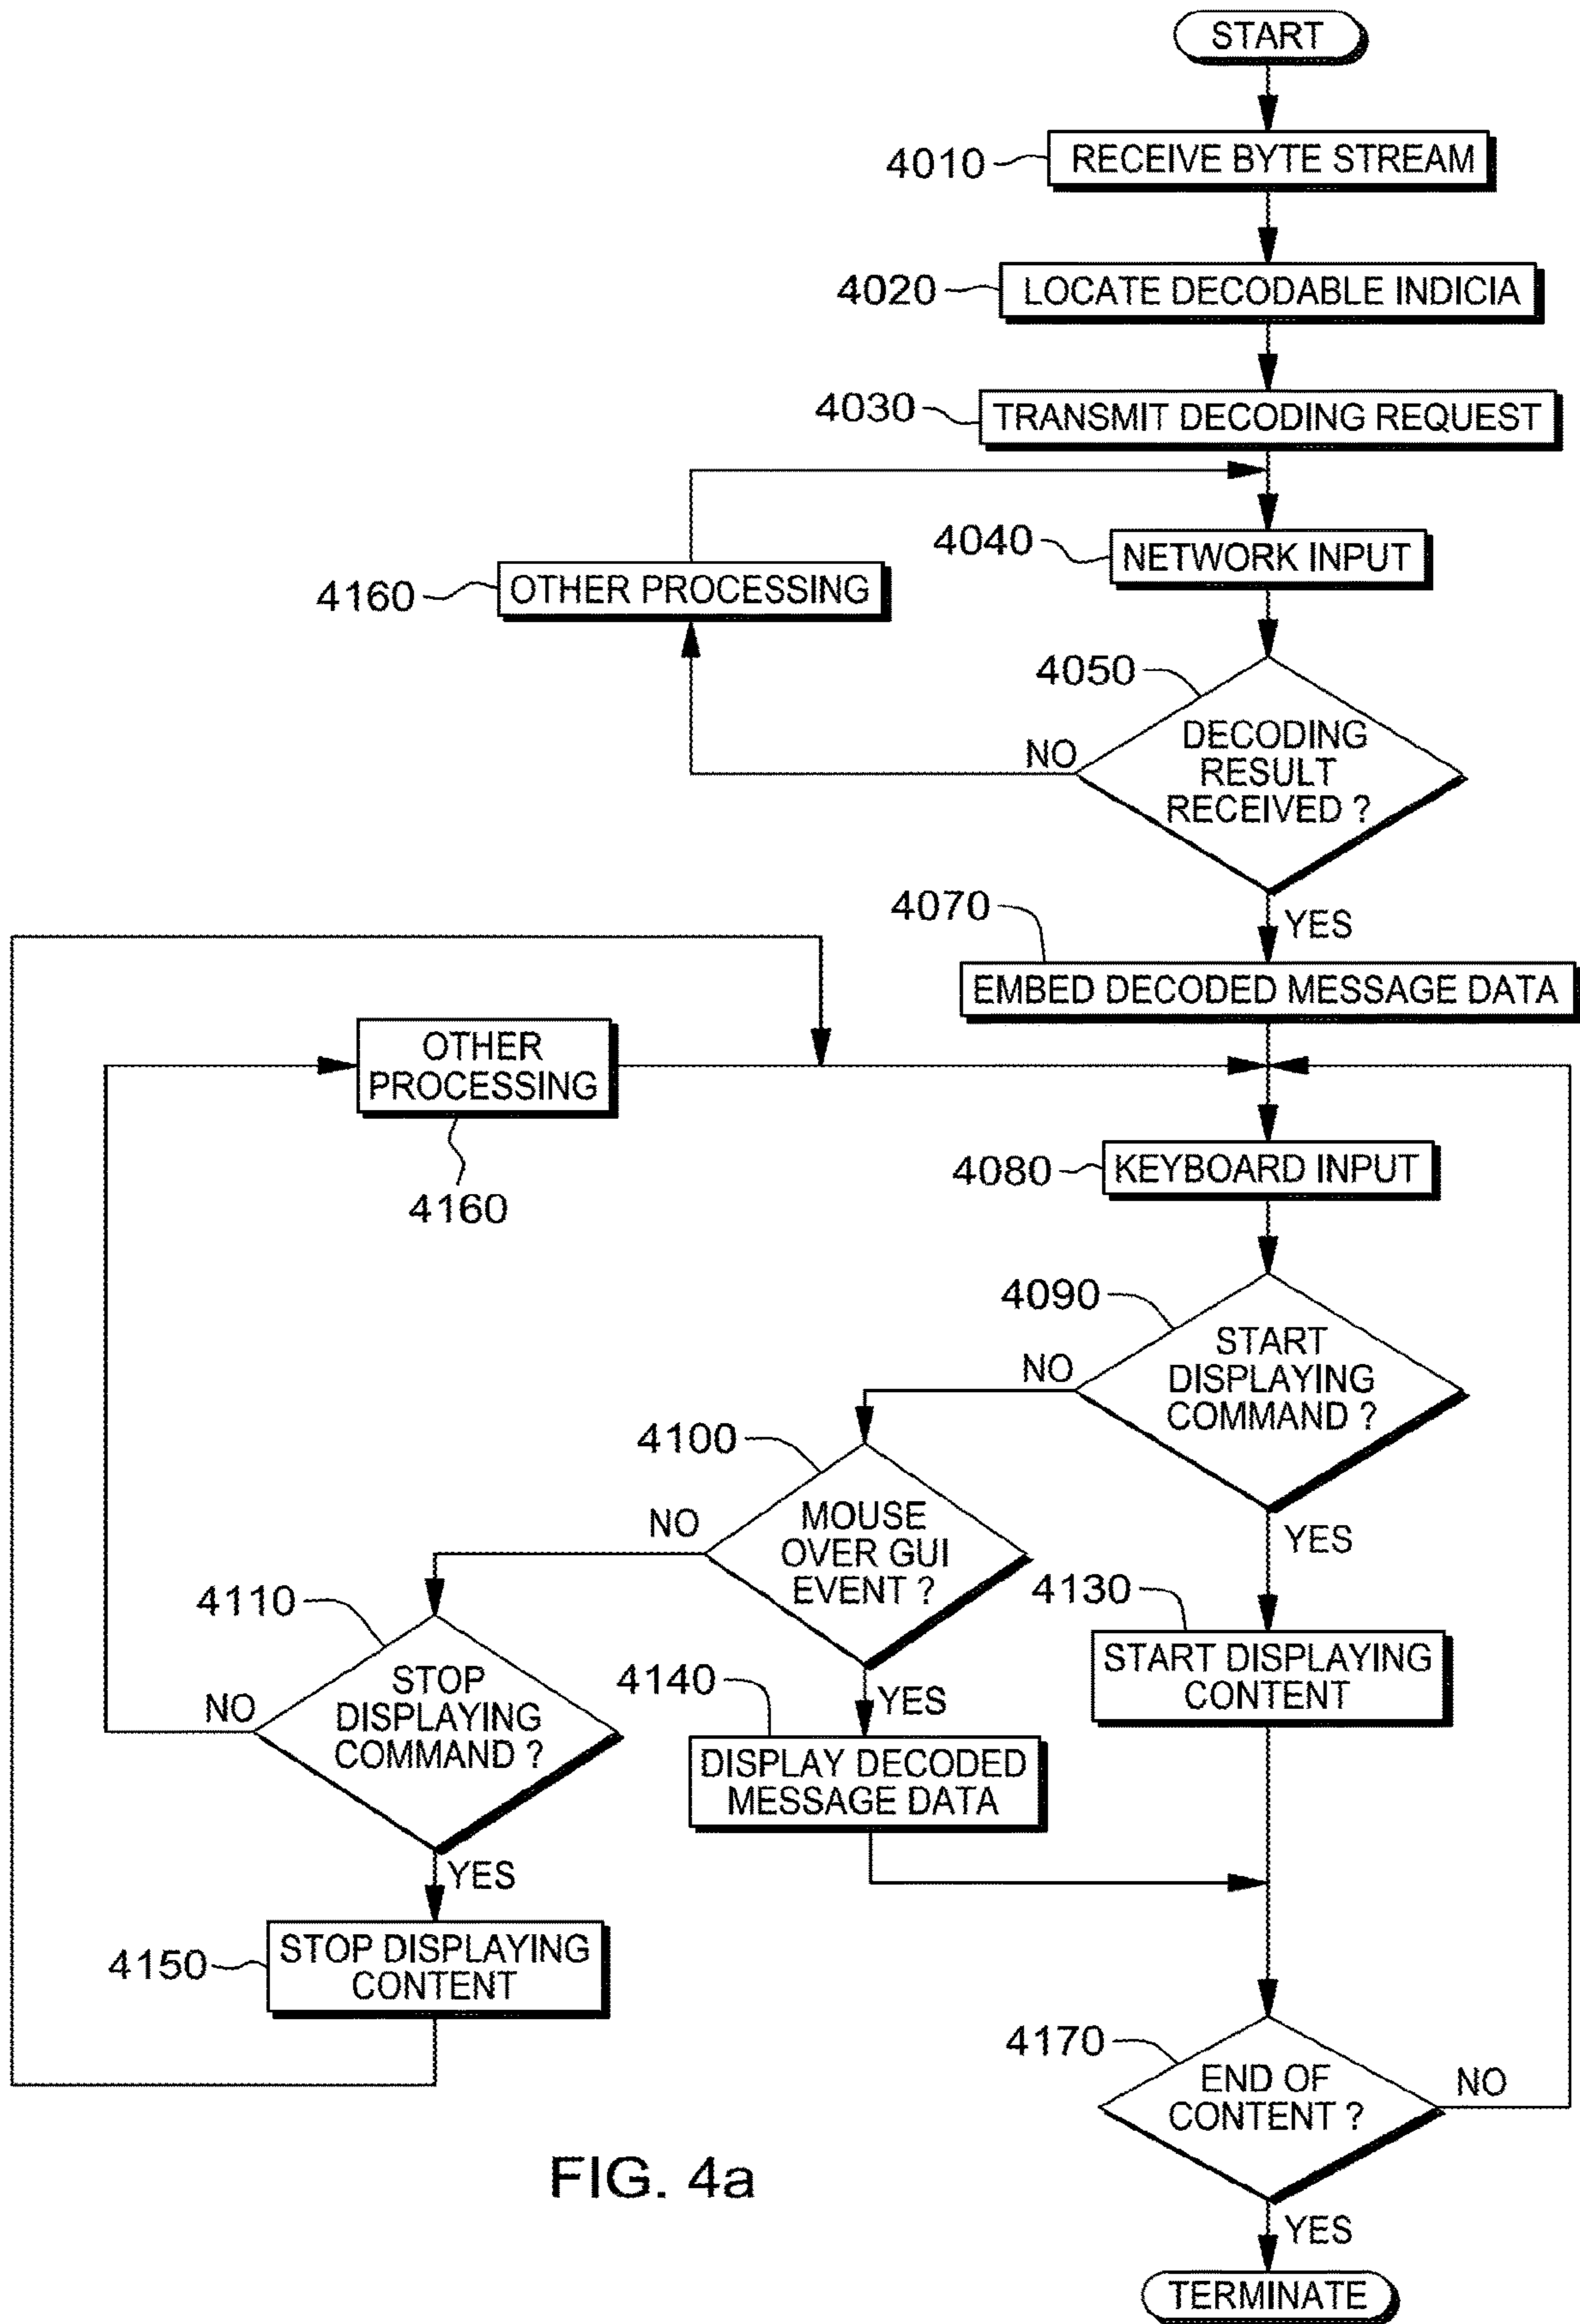 START
4010
RECEIVE BYTE STREAM
4020
LOCATE DECODABLE INDICIA
4030
TRANSMIT DECODING REQUEST
4040
NETWORK INPUT
4160
OTHER PROCESSING
4050
DECODING
RESULT
RECEIVED ?
NO
YES
4070
EMBED DECODED MESSAGE DATA
OTHER
PROCESSING
4160
4080
KEYBOARD INPUT
4090
START
DISPLAYING
COMMAND ?
NO
YES
4100
MOUSE
OVER GUI
EVENT ?
NO
YES
4130
START DISPLAYING
CONTENT
4110
STOP
DISPLAYING
COMMAND ?
NO
YES
4140
DISPLAY DECODED
MESSAGE DATA
4150
STOP DISPLAYING
CONTENT
4170
END OF
CONTENT ?
NO
YES
TERMINATE
FIG. 4a